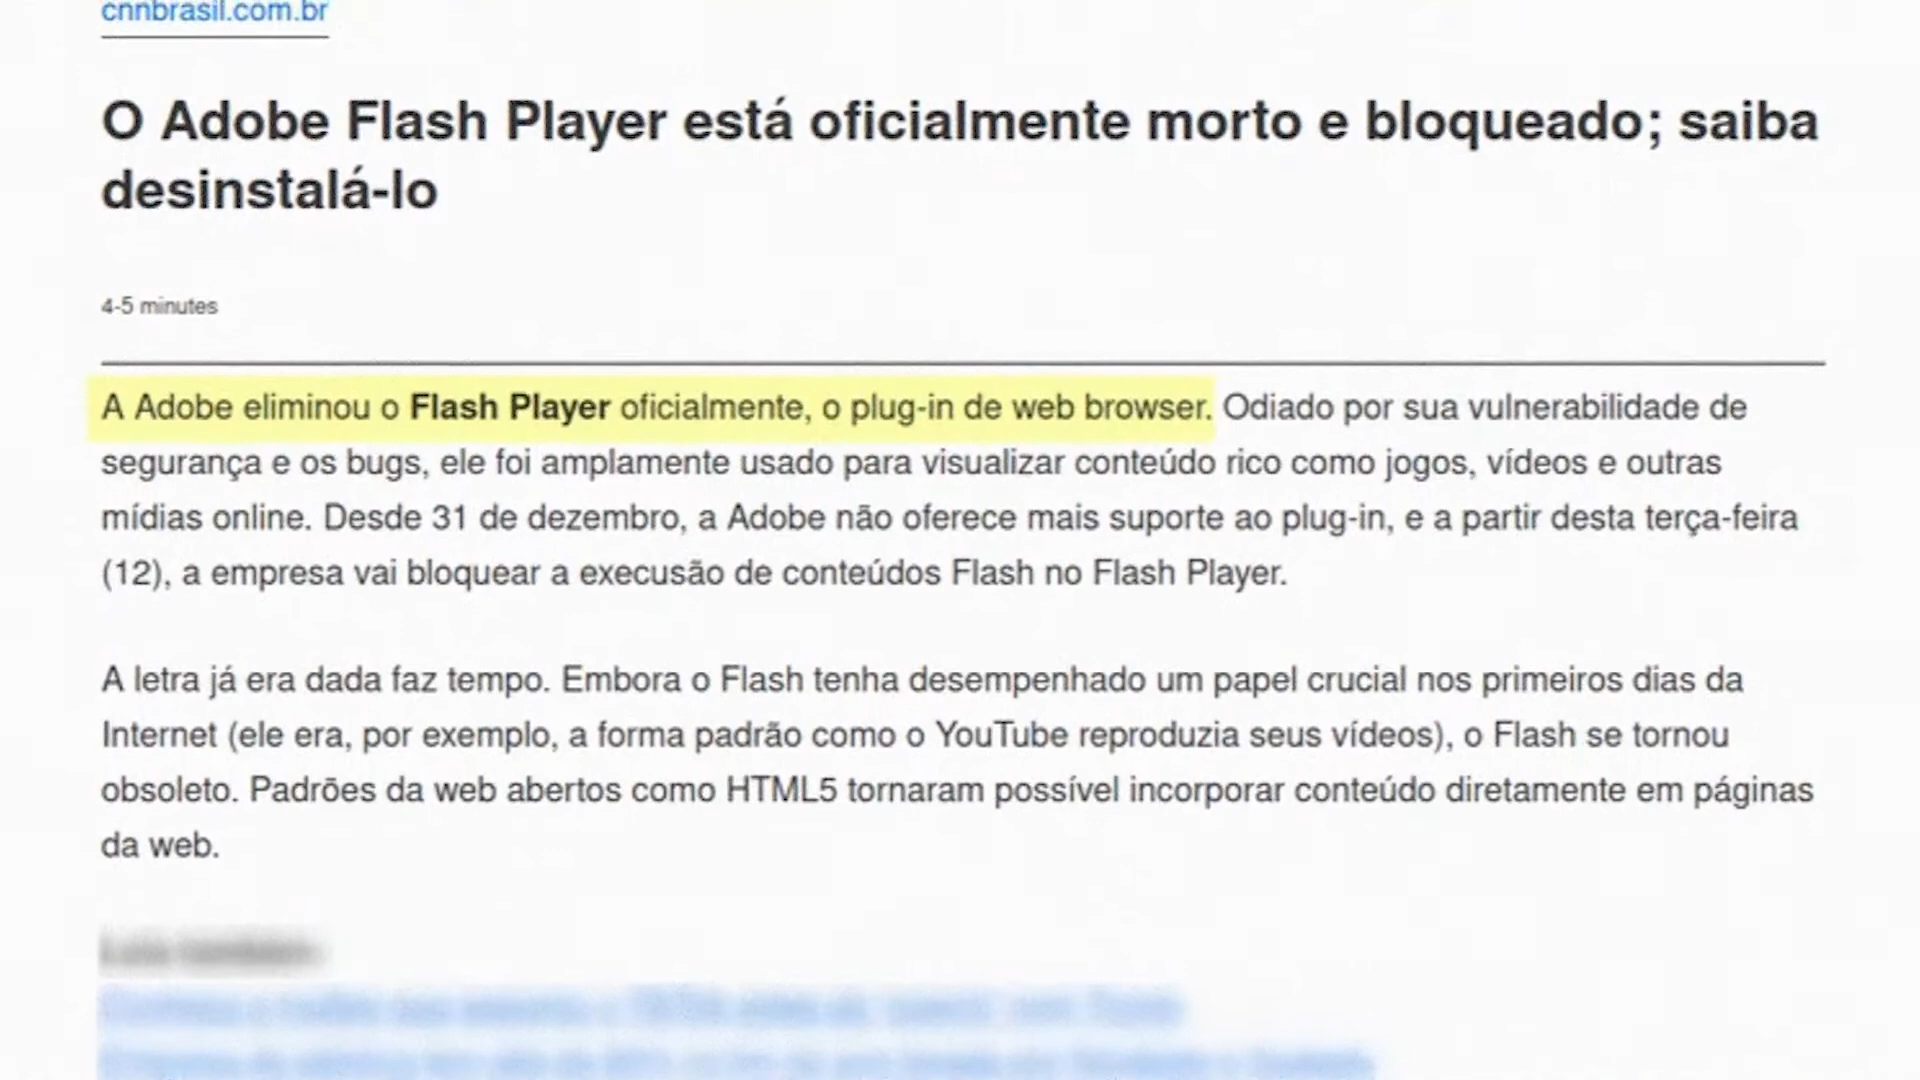 cnnbrasil.com.br
O Adobe Flash Player está oficialmente morto e bloqueado; saiba
desinstalá-lo
4-5 minutes
A Adobe eliminou o Flash Player oficialmente, o plug-in de web browser. Odiado por sua vulnerabilidade de
segurança e os bugs, ele foi amplamente usado para visualizar conteúdo rico como jogos, vídeos e outras
mídias online. Desde 31 de dezembro, a Adobe não oferece mais suporte ao plug-in, e a partir desta terça-feira
(12), a empresa vai bloquear a execusão de conteúdos Flash no Flash Player.
A letra já era dada faz tempo. Embora o Flash tenha desempenhado um papel crucial nos primeiros dias da
Internet (ele era, por exemplo, a forma padrão como o YouTube reproduzia seus vídeos), o Flash se tornou
obsoleto. Padrões da web abertos como HTML5 tornaram possível incorporar conteúdo diretamente em páginas
da web.